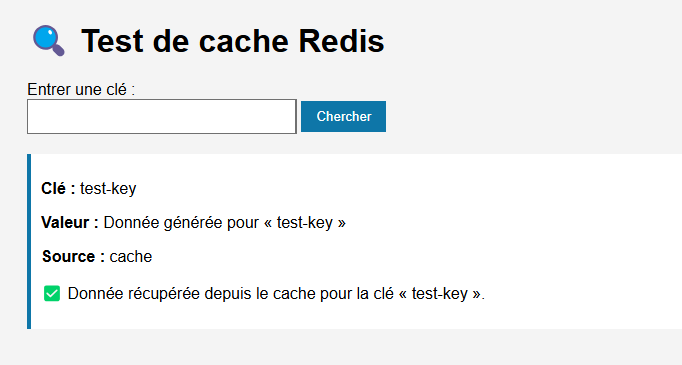 Test de cache Redis
Entrer une clé :
Chercher
Clé : test-key
Valeur : Donnée générée pour « test-key »
Source : cache
Donnée récupérée depuis le cache pour la clé « test-key ».